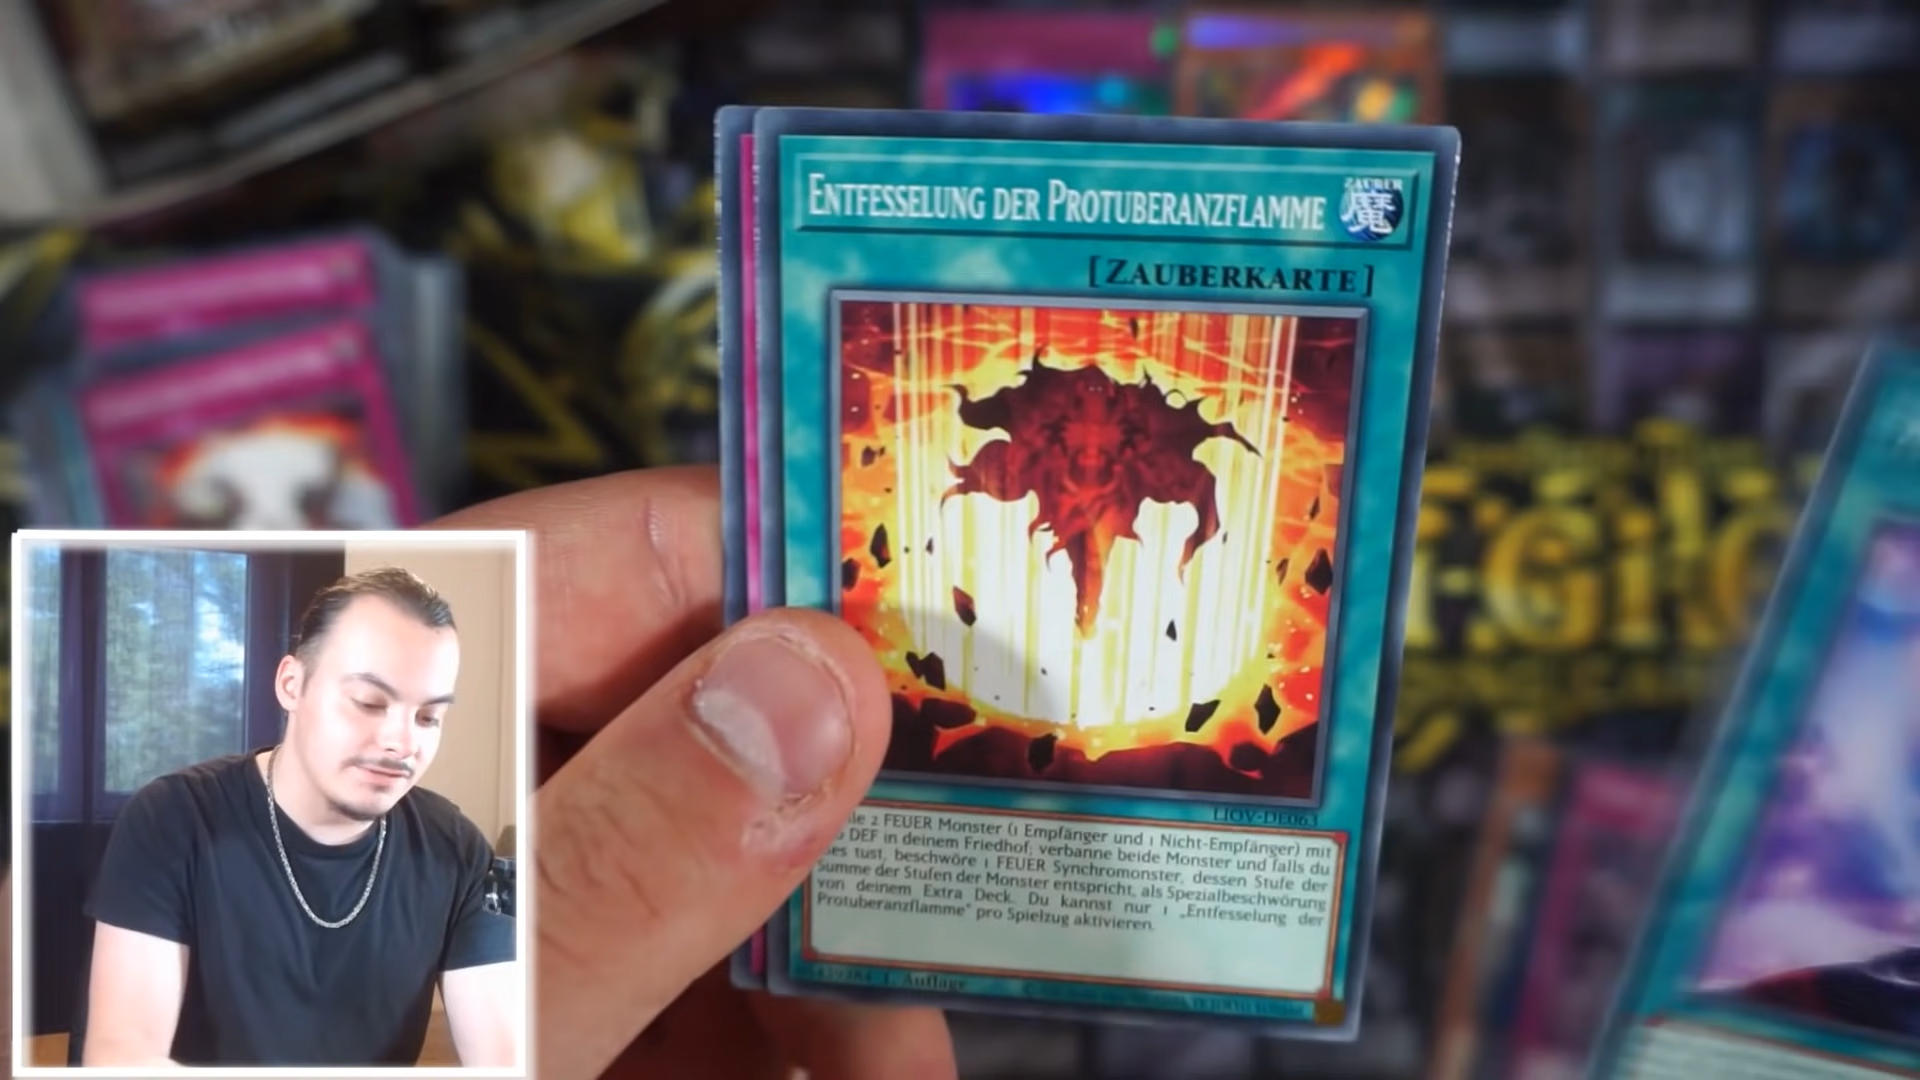 ENTFESSELUNG DER PROTUBERANZFLAMME
ZAUBER
魔
[ZAUBERKARTE]
LIOV-DE063
2 FEUER Monster (1 Empfänger und 1 Nicht-Empfänger) mit
DEF in deinem Friedhof; verbanne beide Monster und falls du
tust, beschwöre 1 FEUER Synchromonster, dessen Stufe der
Summe der Stufen der Monster entspricht, als Spezialbeschwörung
von deinem Extra Deck. Du kannst nur 1 „Entfesselung der
Protuberanzflamme" pro Spielzug aktivieren.
1. Auflage